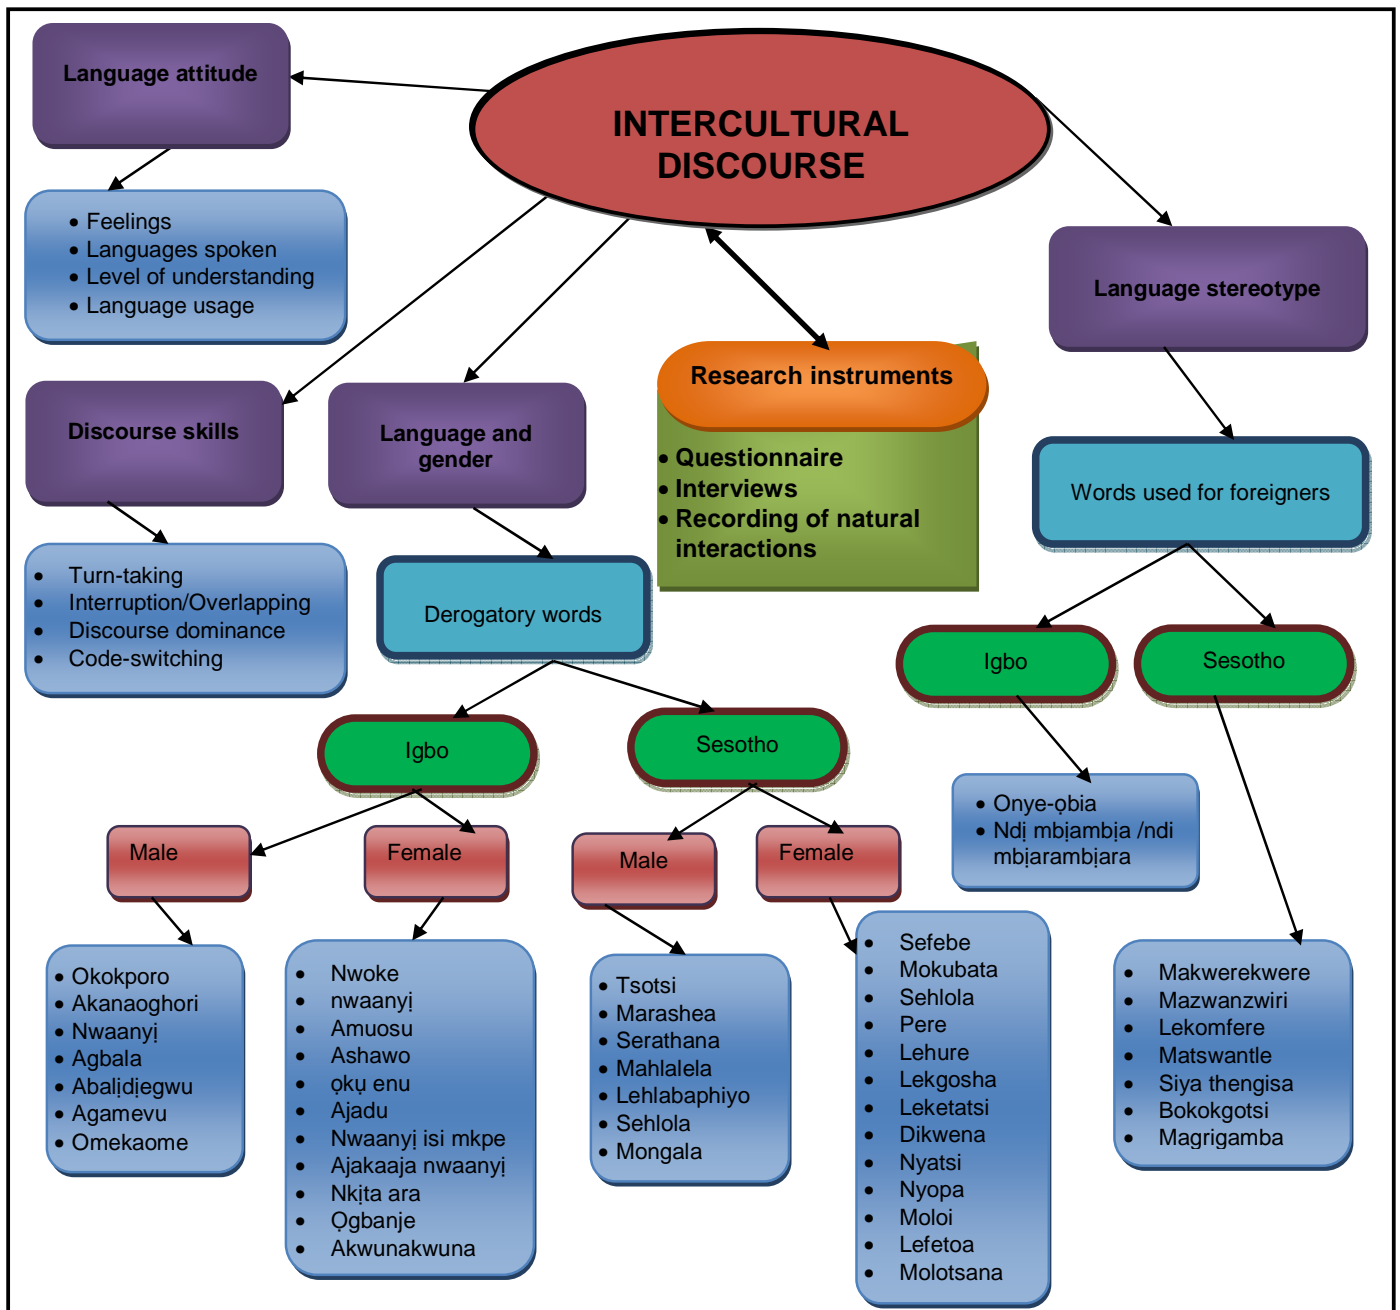 INTERCULTURAL
DISCOURSE
Language attitude
• Feelings
• Languages spoken
• Level of understanding
• Language usage
Language stereotype
Research instruments
• Questionnaire
• Interviews
• Recording of natural
interactions
Discourse skills
Language and
gender
Words used for foreigners
• Turn-taking
• Interruption/Overlapping
• Discourse dominance
• Code-switching
Derogatory words
Igbo
Sesotho
Igbo
Sesotho
• Onye-ọbia
• Ndị mbịambịa /ndi
mbịarambịara
Male
Female
Male
Female
• Okokporo
• Akanaoghori
• Nwaanyị
• Agbala
• Abalịdịegwu
• Agamevu
• Omekaome
• Nwoke
• nwaanyị
• Amuosu
• Ashawo
• ọkụ enu
• Ajadu
• Nwaanyị isi mkpe
• Ajakaaja nwaanyị
• Nkịta ara
• Ọgbanje
• Akwunakwuna
• Tsotsi
• Marashea
• Serathana
• Mahlalela
• Lehlabaphiyo
• Sehlola
• Mongala
• Sefebe
• Mokubata
• Sehlola
• Pere
• Lehure
• Lekgosha
• Leketatsi
• Dikwena
• Nyatsi
• Nyopa
• Moloi
• Lefetoa
• Molotsana
• Makwerekwere
• Mazwanzwiri
• Lekomfere
• Matswantle
• Siya thengisa
• Bokokgotsi
• Magrigamba